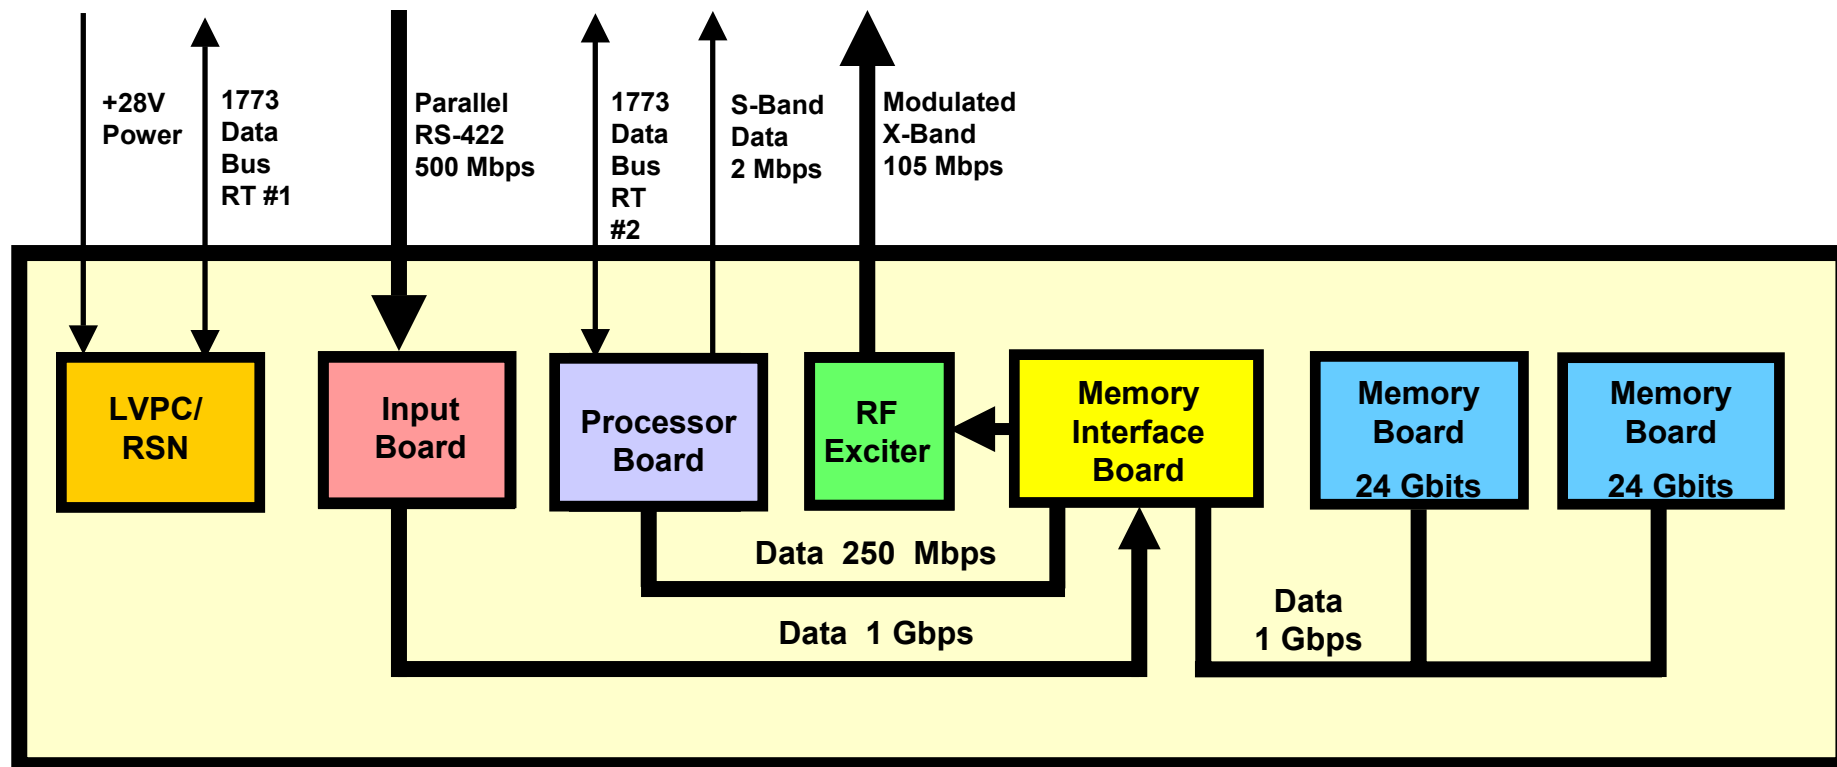 +28V
Power
1773
Data
Bus
RT #1
Parallel
RS-422
500 Mbps
1773
Data
Bus
RT
#2
S-Band
Data
2 Mbps
Modulated
X-Band
105 Mbps
LVPC/
RSN
Input
Board
Processor
Board
RF
Exciter
Memory
Interface
Board
Memory
Board
24 Gbits
Memory
Board
24 Gbits
Data 250 Mbps
Data 1 Gbps
Data
1 Gbps